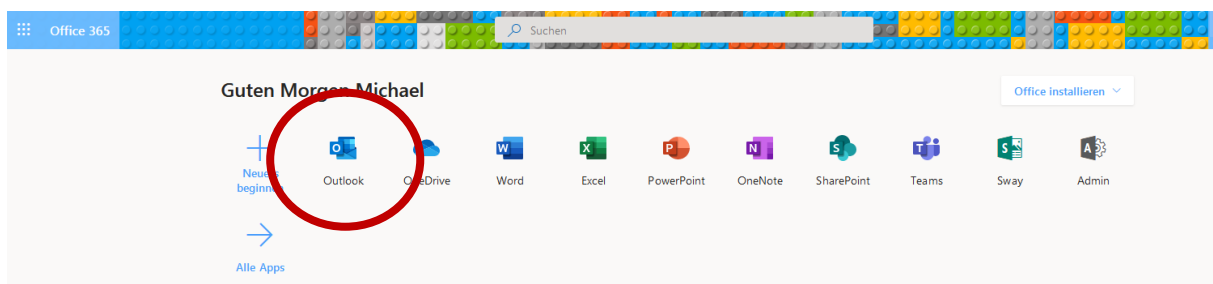 Office 365
Suchen
Guten Morgen Michael
Office installieren
Neues beginnen
Outlook
OneDrive
Word
Excel
PowerPoint
OneNote
SharePoint
Teams
Sway
Admin
Alle Apps